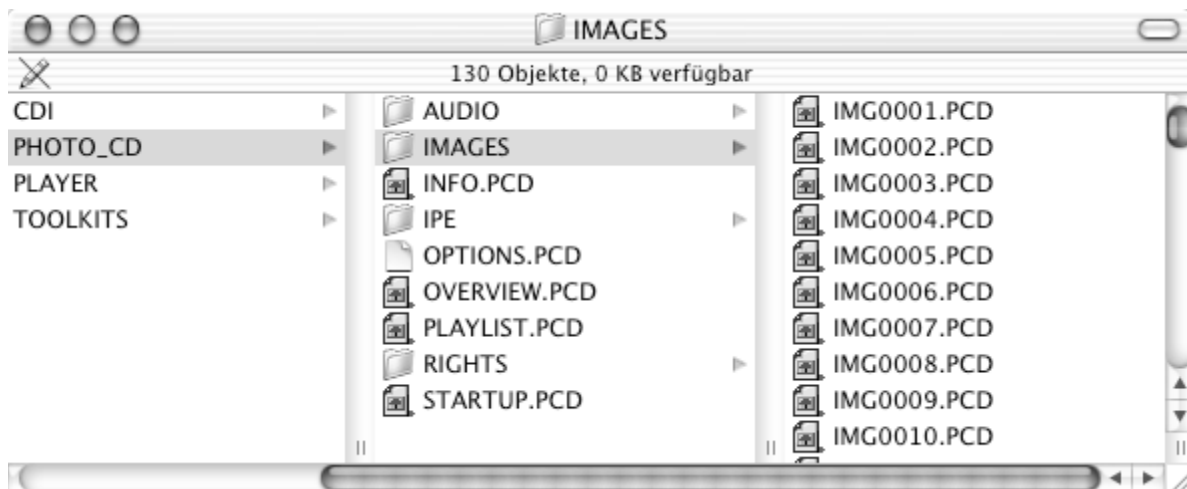 IMAGES
130 Objekte, 0 KB verfügbar
CDI
PHOTO_CD
PLAYER
TOOLKITS
AUDIO
IMAGES
INFO.PCD
IPE
OPTIONS.PCD
OVERVIEW.PCD
PLAYLIST.PCD
RIGHTS
STARTUP.PCD
IMG0001.PCD
IMG0002.PCD
IMG0003.PCD
IMG0004.PCD
IMG0005.PCD
IMG0006.PCD
IMG0007.PCD
IMG0008.PCD
IMG0009.PCD
IMG0010.PCD